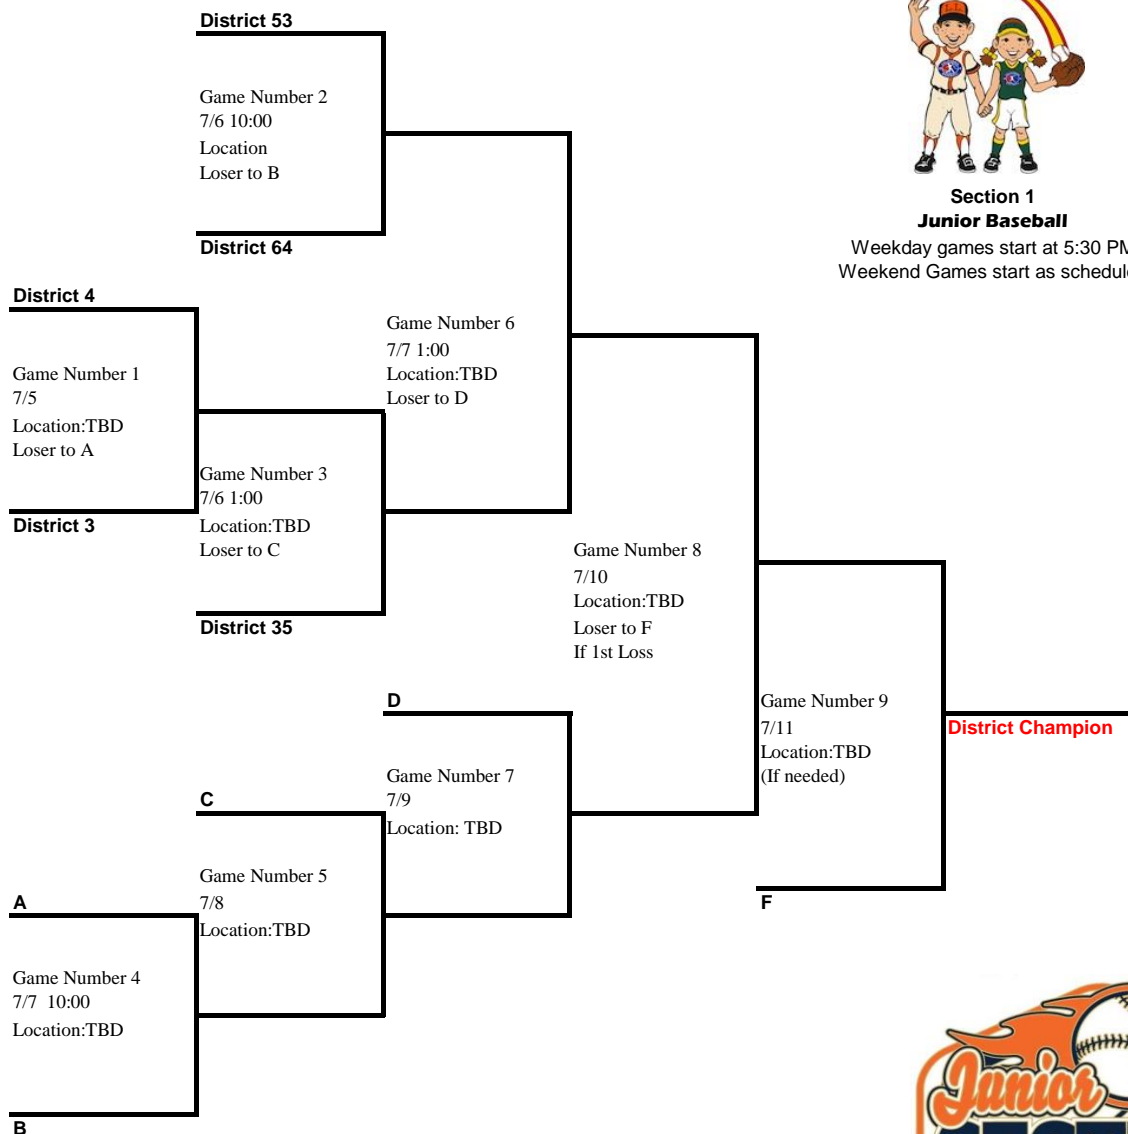 District 53
Game Number 2
7/6 10:00
Location
Loser to B
District 64
Section 1
Junior Baseball
Weekday games start at 5:30 PM
Weekend Games start as schedule
District 4
Game Number 1
7/5
Location:TBD
Loser to A
District 3
Game Number 6
7/7 1:00
Location:TBD
Loser to D
Game Number 3
7/6 1:00
Location:TBD
Loser to C
District 35
Game Number 8
7/10
Location:TBD
Loser to F
If 1st Loss
D
Game Number 9
7/11
Location:TBD
(If needed)
District Champion
Game Number 7
7/9
Location: TBD
C
Game Number 5
7/8
Location:TBD
A
F
Game Number 4
7/7 10:00
Location:TBD
B
Junior